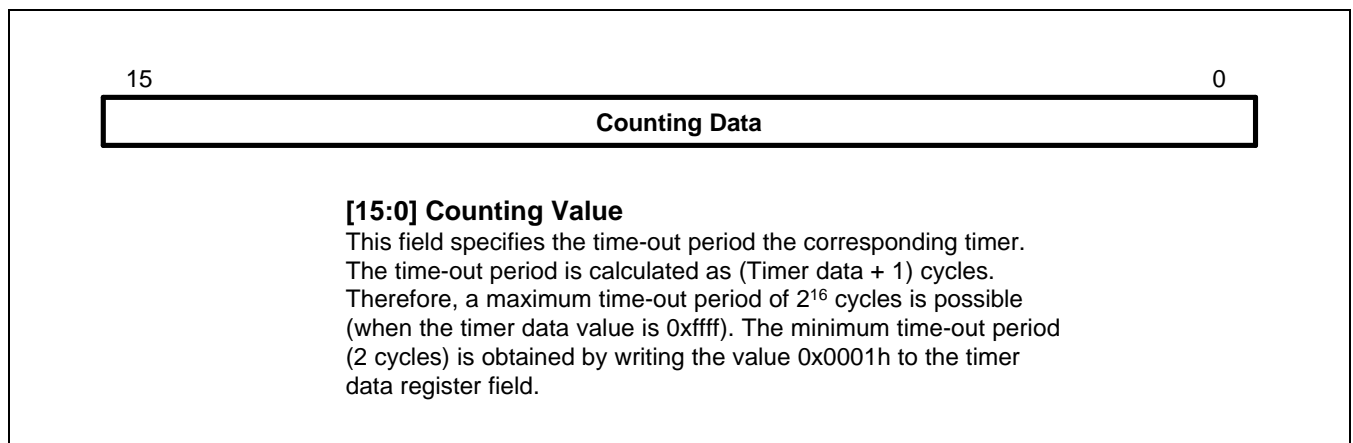 15 0
Counting Data
[15:0] Counting Value
This field specifies the time-out period the corresponding timer.
The time-out period is calculated as (Timer data + 1) cycles.
Therefore, a maximum time-out period of 2¹⁶ cycles is possible
(when the timer data value is 0xffff). The minimum time-out period
(2 cycles) is obtained by writing the value 0x0001h to the timer
data register field.